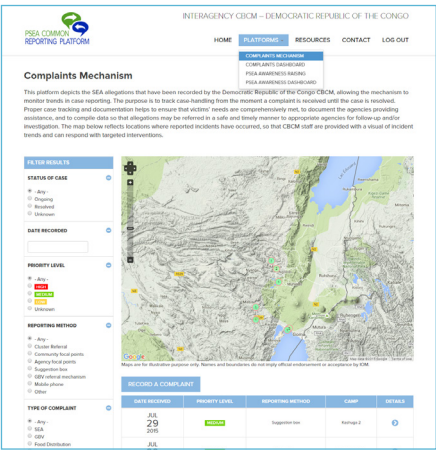 INTERAGENCY CBCM – DEMOCRATIC REPUBLIC OF THE CONGO
PSEA COMMON
REPORTING PLATFORM
HOME PLATFORMS RESOURCES CONTACT LOG OUT
COMPLAINTS MECHANISM
COMPLAINTS DASHBOARD
PSEA AWARENESS RAISING
PSEA AWARENESS DASHBOARD
Complaints Mechanism
This platform depicts the SEA allegations that have been recorded by the Democratic Republic of the Congo CBCM, allowing the mechanism to
monitor trends in case reporting. The purpose is to track case-handling from the moment a complaint is received until the case is resolved.
Proper case tracking and documentation helps to ensure that victims' needs are comprehensively met, to document the agencies providing
assistance, and to compile data so that allegations may be referred in a safe and timely manner to appropriate agencies for follow-up and/or
investigation. The map below reflects locations where reported incidents have occurred, so that CBCM staff are provided with a visual of incident
trends and can respond with targeted interventions.
FILTER RESULTS
STATUS OF CASE
- Any -
Ongoing
Resolved
Unknown
DATE RECORDED
PRIORITY LEVEL
- Any -
HIGH
MEDIUM
LOW
Unknown
REPORTING METHOD
- Any -
Cluster Referral
Community focal points
Agency focal points
Suggestion box
GBV referral mechanism
Mobile phone
Other
TYPE OF COMPLAINT
- Any -
SEA
GBV
Food Distribution
Google
Maps are for illustrative purpose only. Names and boundaries do not imply official endorsement or acceptance by IOM.
RECORD A COMPLAINT
DATE RECEIVED PRIORITY LEVEL REPORTING METHOD CAMP DETAILS
JUL
29
2015
MEDIUM Suggestion box
JUL